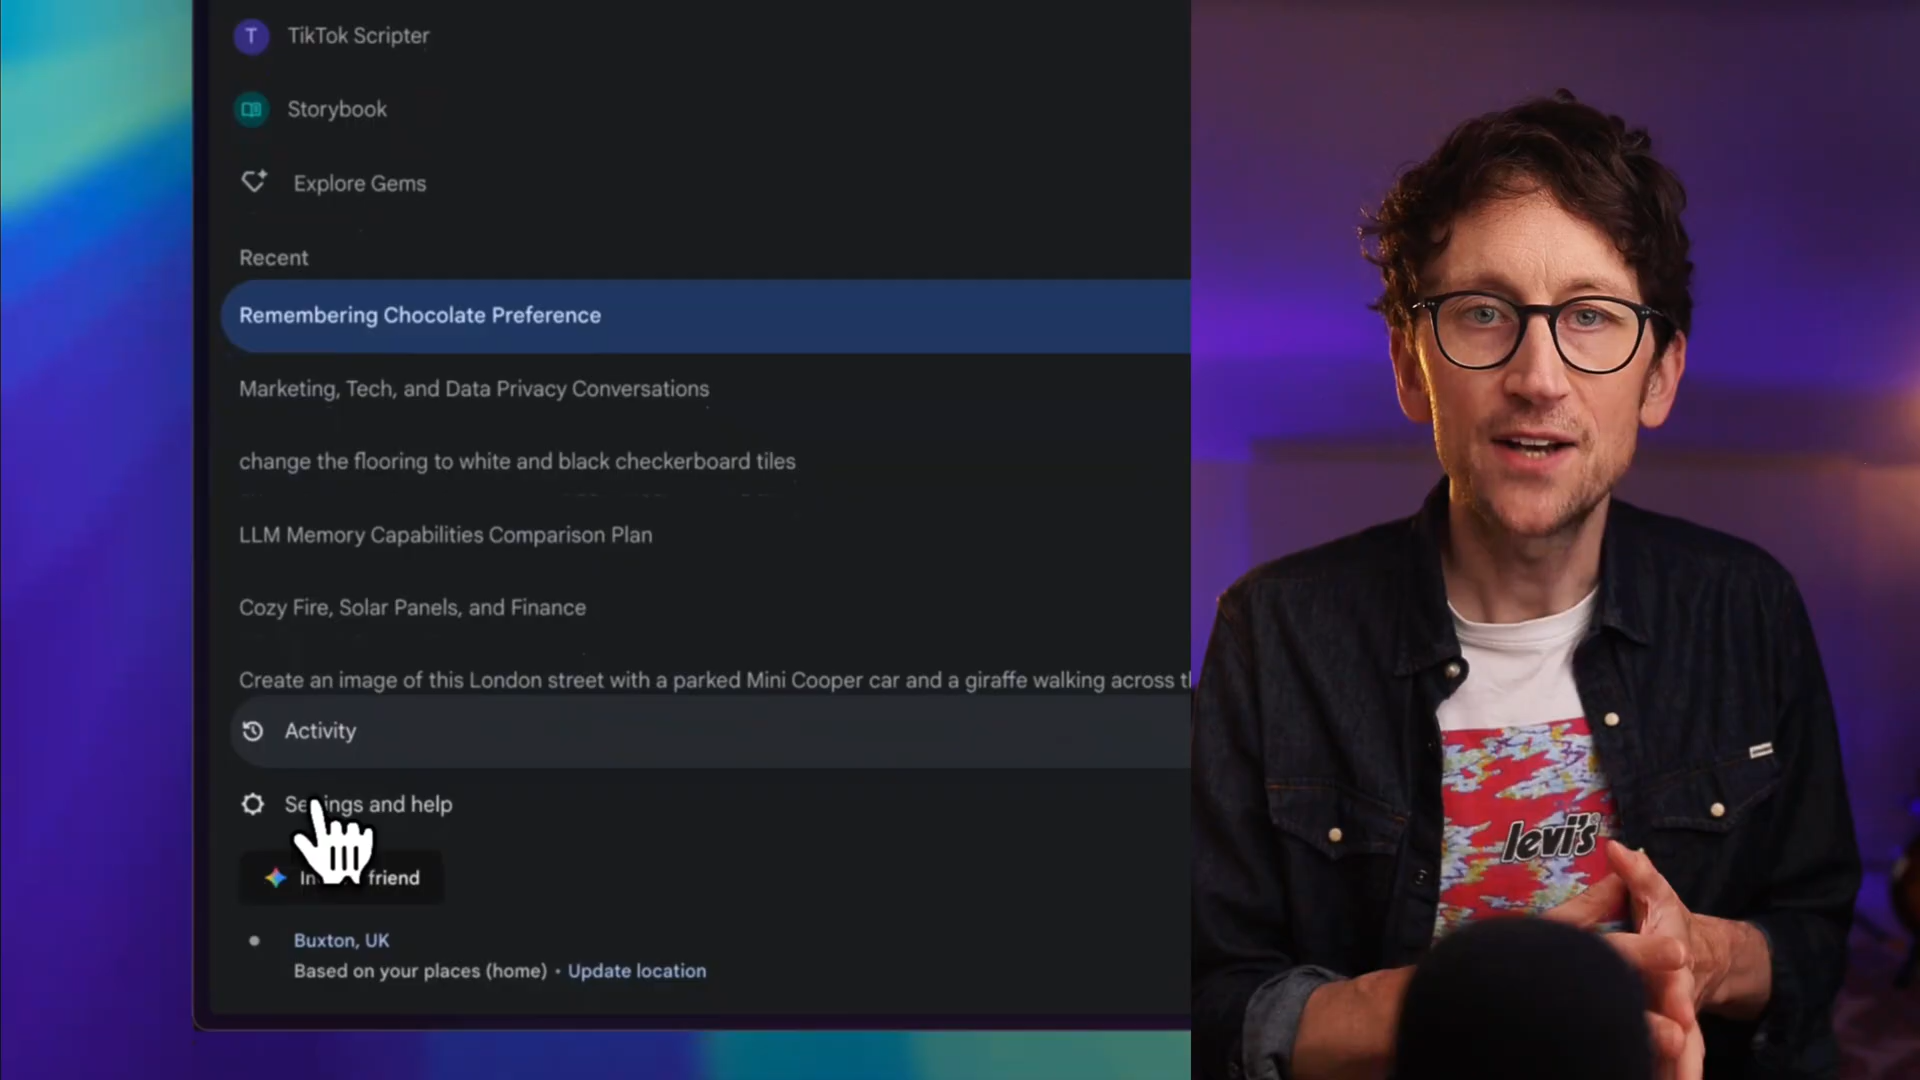 T TikTok Scripter
Storybook
Explore Gems
Recent
Remembering Chocolate Preference
Marketing, Tech, and Data Privacy Conversations
change the flooring to white and black checkerboard tiles
LLM Memory Capabilities Comparison Plan
Cozy Fire, Solar Panels, and Finance
Create an image of this London street with a parked Mini Cooper car and a giraffe walking across
Activity
and help
friend
Buxton, UK
Based on your places (home) • Update location
levi's